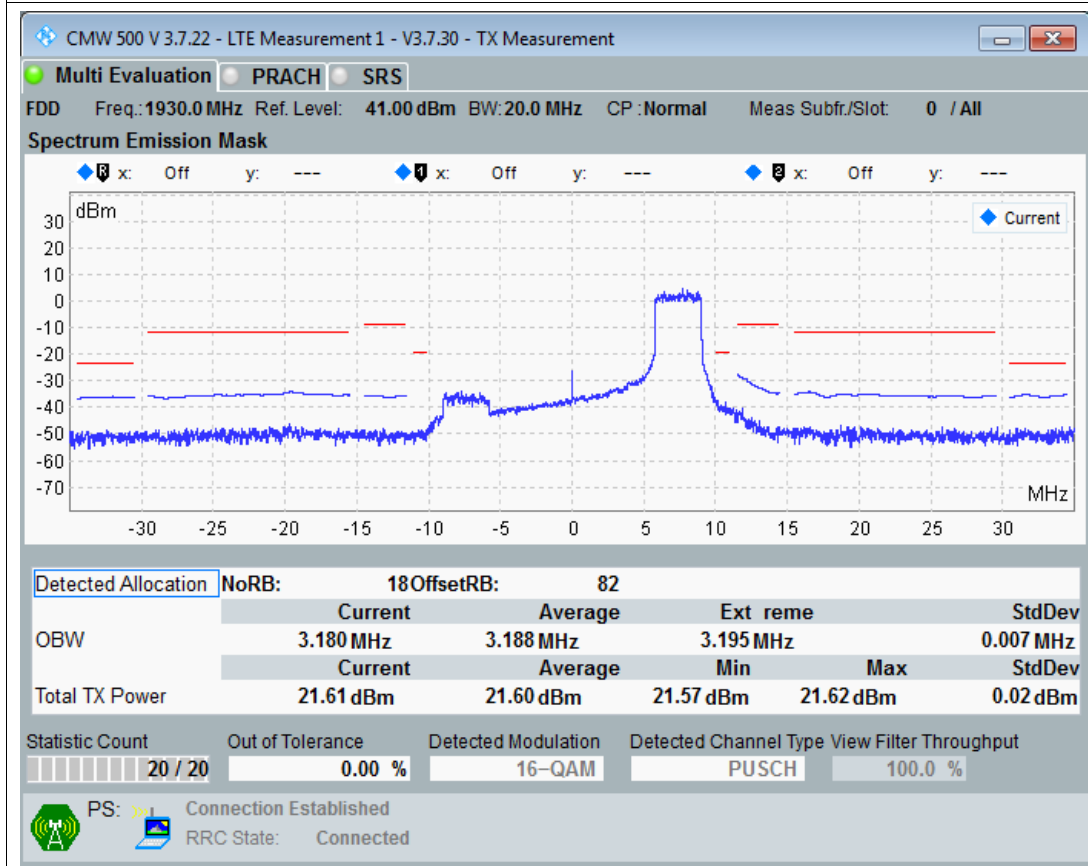 CMW 500 V 3.7.22 - LTE Measurement 1 - V3.7.30 - TX Measurement
Multi Evaluation PRACH SRS
FDD Freq.: 1930.0 MHz Ref. Level: 41.00 dBm BW: 20.0 MHz CP : Normal Meas Subfr./Slot: 0 / All
Spectrum Emission Mask
R x: Off y: --- 1 x: Off y: --- 2 x: Off y: ---
dBm
Current
30
20
10
0
-10
-20
-30
-40
-50
-60
-70
MHz
-30 -25 -20 -15 -10 -5 0 5 10 15 20 25 30
Detected Allocation NoRB: 18 OffsetRB: 82
Current Average Ext reme StdDev
OBW 3.180 MHz 3.188 MHz 3.195 MHz 0.007 MHz
Current Average Min Max StdDev
Total TX Power 21.61 dBm 21.60 dBm 21.57 dBm 21.62 dBm 0.02 dBm
Statistic Count Out of Tolerance Detected Modulation Detected Channel Type View Filter Throughput
20 / 20 0.00 % 16-QAM PUSCH 100.0 %
PS: Connection Established
RRC State: Connected